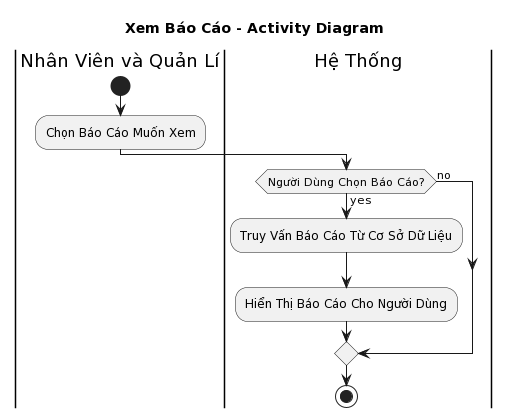 Xem Báo Cáo - Activity Diagram
Nhân Viên và Quản Lí
Hệ Thống
Chọn Báo Cáo Muốn Xem
Người Dùng Chọn Báo Cáo?
no
yes
Truy Vấn Báo Cáo Từ Cơ Sở Dữ Liệu
Hiển Thị Báo Cáo Cho Người Dùng